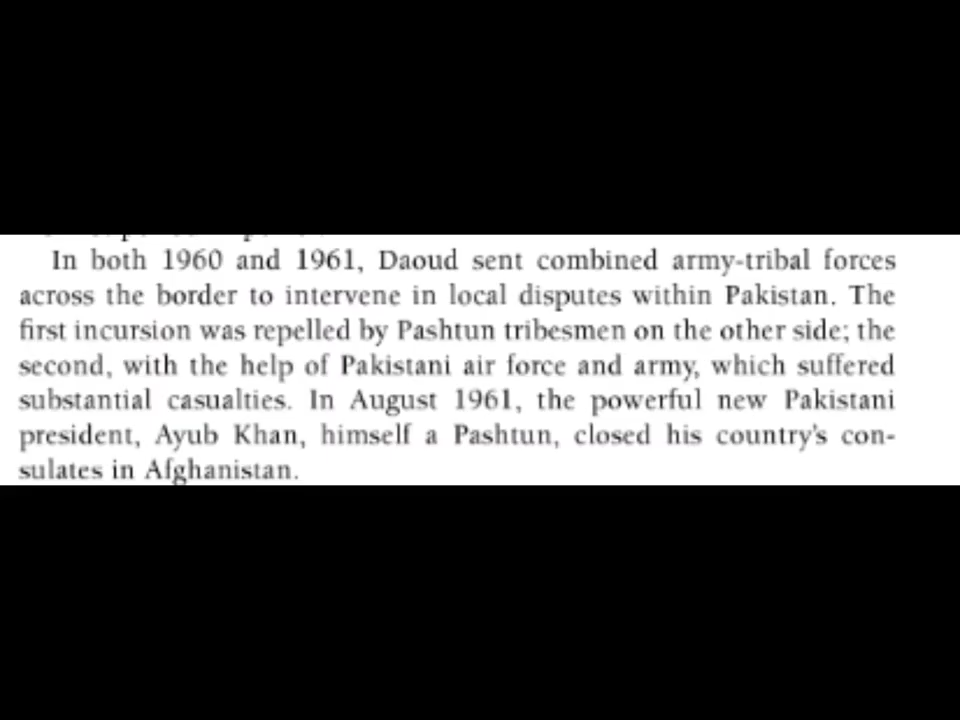 In both 1960 and 1961, Daoud sent combined army-tribal forces
across the border to intervene in local disputes within Pakistan. The
first incursion was repelled by Pashtun tribesmen on the other side; the
second, with the help of Pakistani air force and army, which suffered
substantial casualties. In August 1961, the powerful new Pakistani
president, Ayub Khan, himself a Pashtun, closed his country's con-
sulates in Afghanistan.